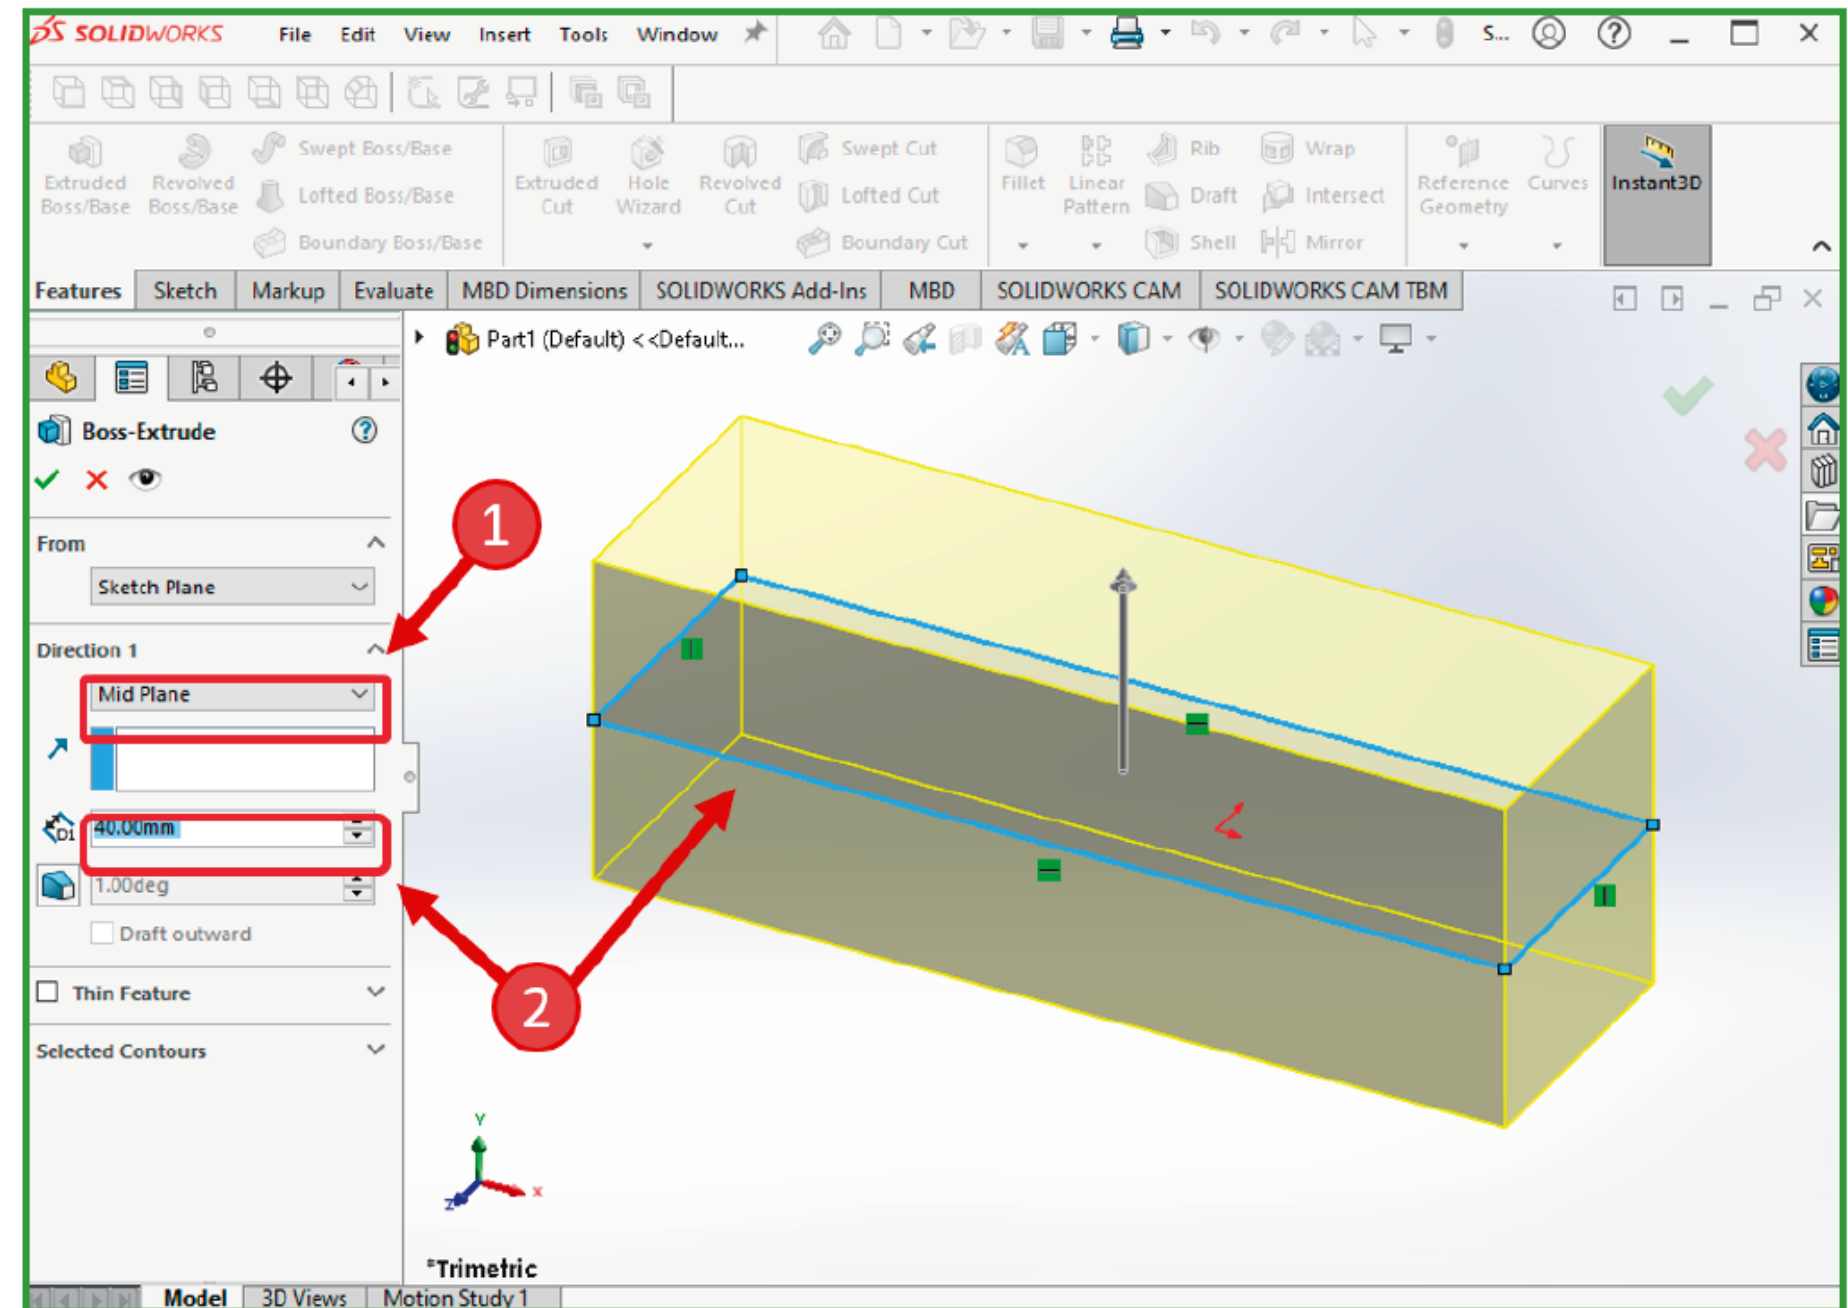 SOLIDWORKS File Edit View Insert Tools Window S...
Extruded Boss/Base
Revolved Boss/Base
Swept Boss/Base
Lofted Boss/Base
Boundary Boss/Base
Extruded Cut
Hole Wizard
Revolved Cut
Swept Cut
Lofted Cut
Boundary Cut
Fillet
Linear Pattern
Rib
Draft
Shell
Wrap
Intersect
Mirror
Reference Geometry
Curves
Instant3D
Features Sketch Markup Evaluate MBD Dimensions SOLIDWORKS Add-Ins MBD SOLIDWORKS CAM SOLIDWORKS CAM TBM
Part1 (Default) <<Default...
Boss-Extrude
From
Sketch Plane
Direction 1
Mid Plane
D1
40.00mm
1.00deg
Draft outward
Thin Feature
Selected Contours
1
2
Y
X
Z
*Trimetric
Model 3D Views Motion Study 1